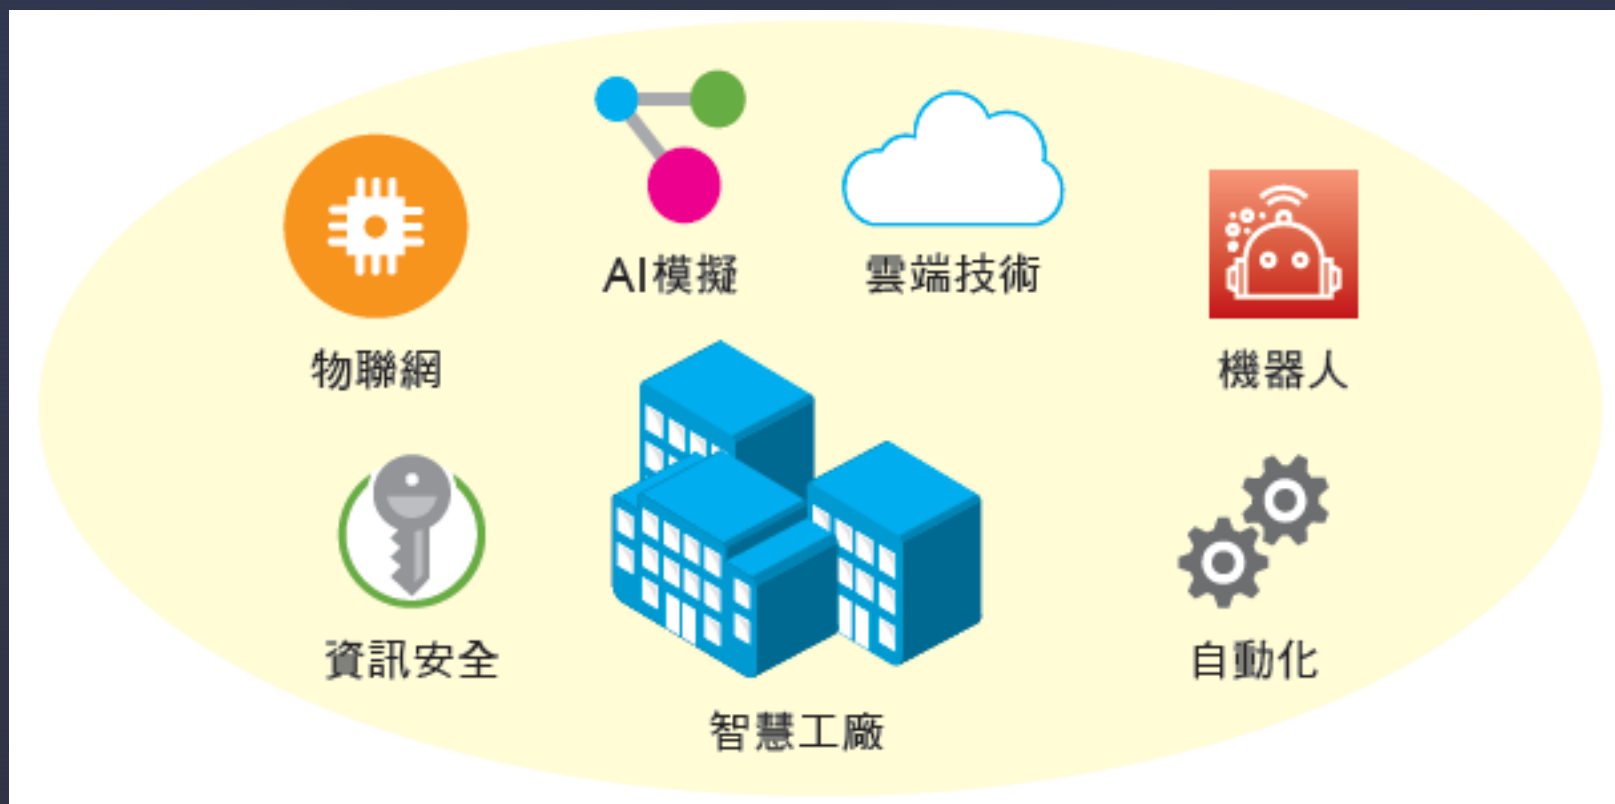 AI模擬
雲端技術
物聯網
機器人
資訊安全
自動化
智慧工廠